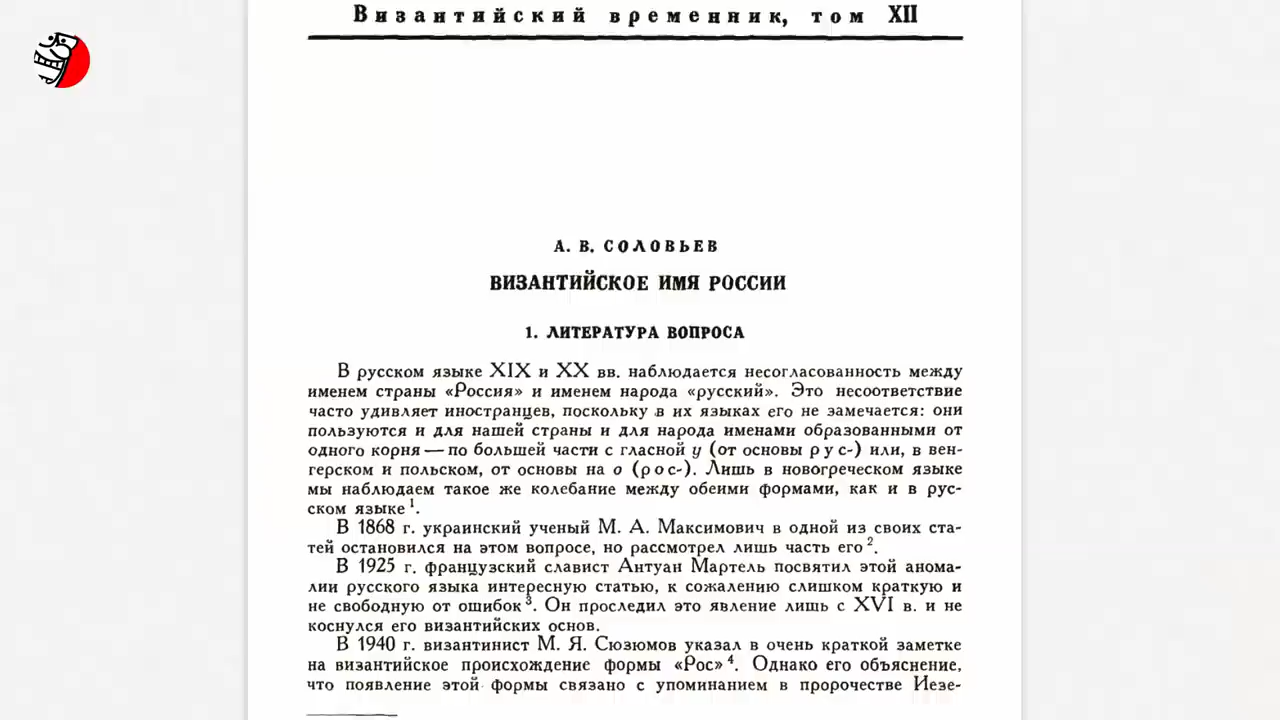 Византийский временник, том XII
А. В. СОЛОВЬЕВ
ВИЗАНТИЙСКОЕ ИМЯ РОССИИ
1. ЛИТЕРАТУРА ВОПРОСА
В русском языке XIX и XX вв. наблюдается несогласованность между
именем страны «Россия» и именем народа «русский». Это несоответствие
часто удивляет иностранцев, поскольку в их языках его не замечается: они
пользуются и для нашей страны и для народа именами образованными от
одного корня — по большей части с гласной у (от основы рус-) или, в вен-
герском и польском, от основы на о (рос-). Лишь в новогреческом языке
мы наблюдаем такое же колебание между обеими формами, как и в рус-
ском языке 1.
В 1868 г. украинский ученый М. А. Максимович в одной из своих ста-
тей остановился на этом вопросе, но рассмотрел лишь часть его 2.
В 1925 г. французский славист Антуан Мартель посвятил этой анома-
лии русского языка интересную статью, к сожалению слишком краткую и
не свободную от ошибок 3. Он проследил это явление лишь с XVI в. и не
коснулся его византийских основ.
В 1940 г. византинист М. Я. Сюзюмов указал в очень краткой заметке
на византийское происхождение формы «Рос» 4. Однако его объяснение,
что появление этой формы связано с упоминанием в пророчестве Иезе-